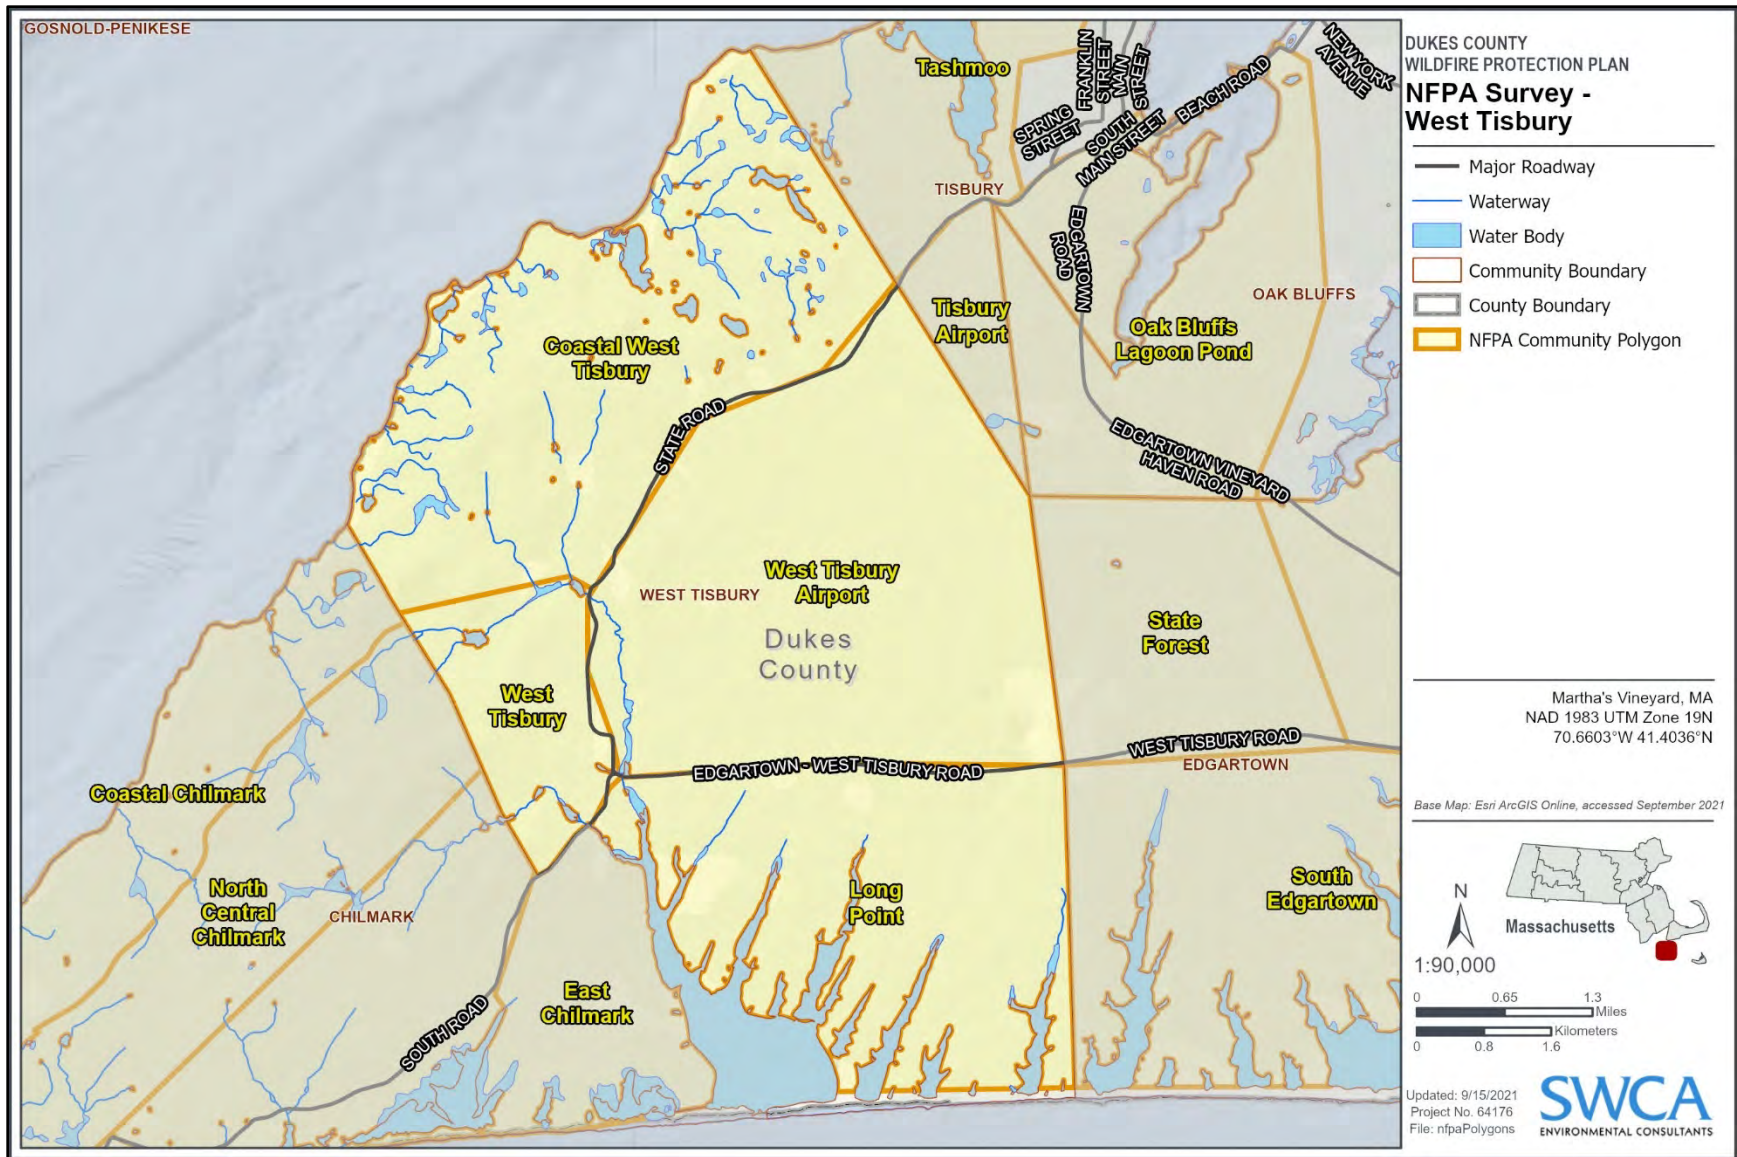 GOSNOLD-PENIKESE
Tashmoo
FRANKLIN
STREET
MAIN
STREET
NEWYORK
AVENUE
SPRING
STREET
SOUTH
MAIN STREET
BEACH ROAD
TISBURY
EDGARTOWN
ROAD
OAK BLUFFS
Tisbury
Airport
Oak Bluffs
Lagoon Pond
Coastal West
Tisbury
STATE ROAD
EDGARTOWN VINEYARD
HAVEN ROAD
West Tisbury
Airport
WEST TISBURY
Dukes
County
State
Forest
West
Tisbury
WEST TISBURY ROAD
EDGARTOWN - WEST TISBURY ROAD
EDGARTOWN
Coastal Chilmark
North
Central
Chilmark
CHILMARK
Long
Point
South
Edgartown
East
Chilmark
SOUTH ROAD
DUKES COUNTY
WILDFIRE PROTECTION PLAN
NFPA Survey -
West Tisbury
Major Roadway
Waterway
Water Body
Community Boundary
County Boundary
NFPA Community Polygon
Martha's Vineyard, MA
NAD 1983 UTM Zone 19N
70.6603°W 41.4036°N
Base Map: Esri ArcGIS Online, accessed September 2021
N
Massachusetts
1:90,000
0 0.65 1.3
Miles
Kilometers
0 0.8 1.6
Updated: 9/15/2021
Project No. 64176
File: nfpaPolygons
SWCA
ENVIRONMENTAL CONSULTANTS